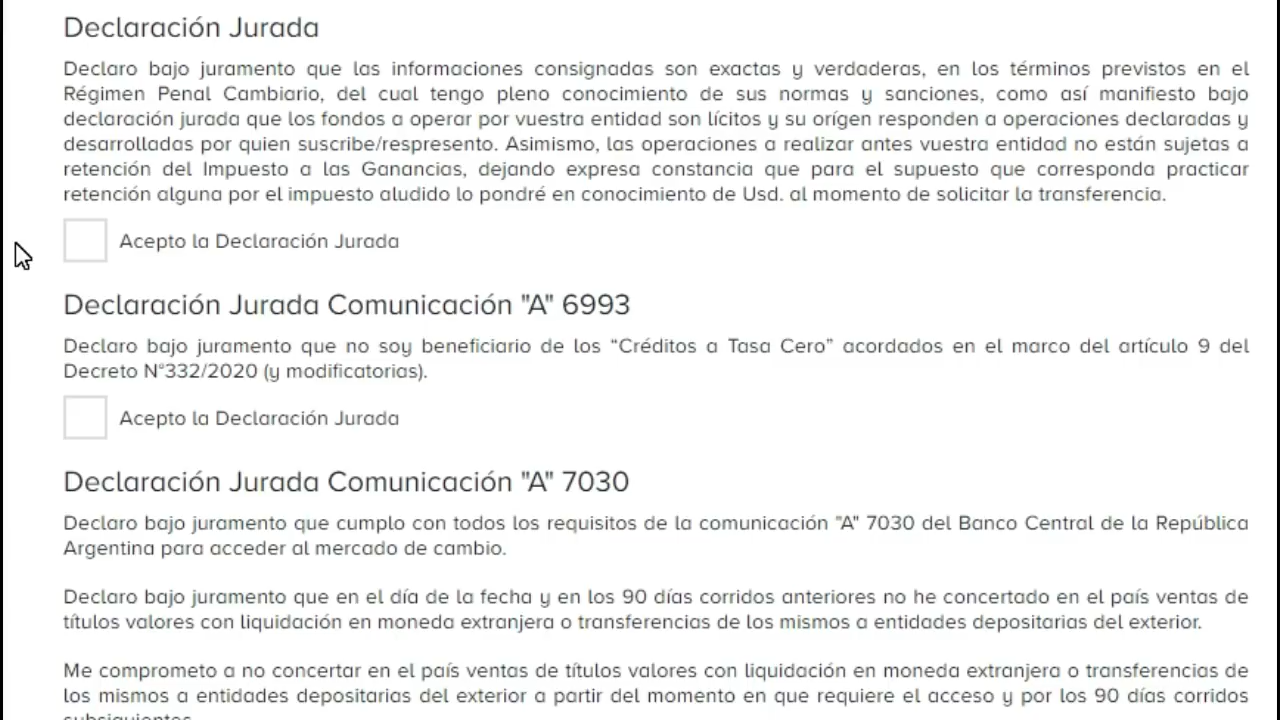 Declaración Jurada
Declaro bajo juramento que las informaciones consignadas son exactas y verdaderas, en los términos previstos en el
Régimen Penal Cambiario, del cual tengo pleno conocimiento de sus normas y sanciones, como así manifiesto bajo
declaración jurada que los fondos a operar por vuestra entidad son lícitos y su orígen responden a operaciones declaradas y
desarrolladas por quien suscribe/respresento. Asimismo, las operaciones a realizar antes vuestra entidad no están sujetas a
retención del Impuesto a las Ganancias, dejando expresa constancia que para el supuesto que corresponda practicar
retención alguna por el impuesto aludido lo pondré en conocimiento de Usd. al momento de solicitar la transferencia.
Acepto la Declaración Jurada
Declaración Jurada Comunicación "A" 6993
Declaro bajo juramento que no soy beneficiario de los “Créditos a Tasa Cero” acordados en el marco del artículo 9 del
Decreto N°332/2020 (y modificatorias).
Acepto la Declaración Jurada
Declaración Jurada Comunicación "A" 7030
Declaro bajo juramento que cumplo con todos los requisitos de la comunicación "A" 7030 del Banco Central de la República
Argentina para acceder al mercado de cambio.
Declaro bajo juramento que en el día de la fecha y en los 90 días corridos anteriores no he concertado en el país ventas de
títulos valores con liquidación en moneda extranjera o transferencias de los mismos a entidades depositarias del exterior.
Me comprometo a no concertar en el país ventas de títulos valores con liquidación en moneda extranjera o transferencias de
los mismos a entidades depositarias del exterior a partir del momento en que requiere el acceso y por los 90 días corridos
subsiguientes.